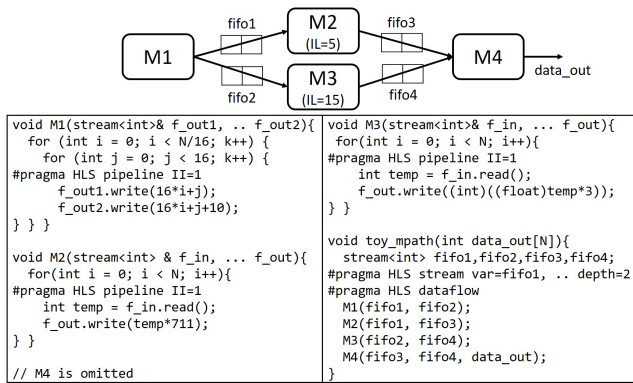 fifo1
M2
(IL=5)
fifo3
M1
M4
fifo2
M3
(IL=15)
fifo4
data_out
void M1(stream<int>& f_out1, .. f_out2){
for (int i = 0; i < N/16; k++) {
for (int j = 0; j < 16; k++) {
#pragma HLS pipeline II=1
f_out1.write(16*i+j);
f_out2.write(16*i+j+10);
} } }
void M2(stream<int> & f_in, ... f_out){
for(int i = 0; i < N; i++){
#pragma HLS pipeline II=1
int temp = f_in.read();
f_out.write(temp*711);
} }
// M4 is omitted
void M3(stream<int>& f_in, ... f_out){
for(int i = 0; i < N; i++){
#pragma HLS pipeline II=1
int temp = f_in.read();
f_out.write((int)((float)temp*3));
} }
void toy_mpath(int data_out[N]){
stream<int> fifo1,fifo2,fifo3,fifo4;
#pragma HLS stream var=fifo1, .. depth=2
#pragma HLS dataflow
M1(fifo1, fifo2);
M2(fifo1, fifo3);
M3(fifo2, fifo4);
M4(fifo3, fifo4, data_out);
}